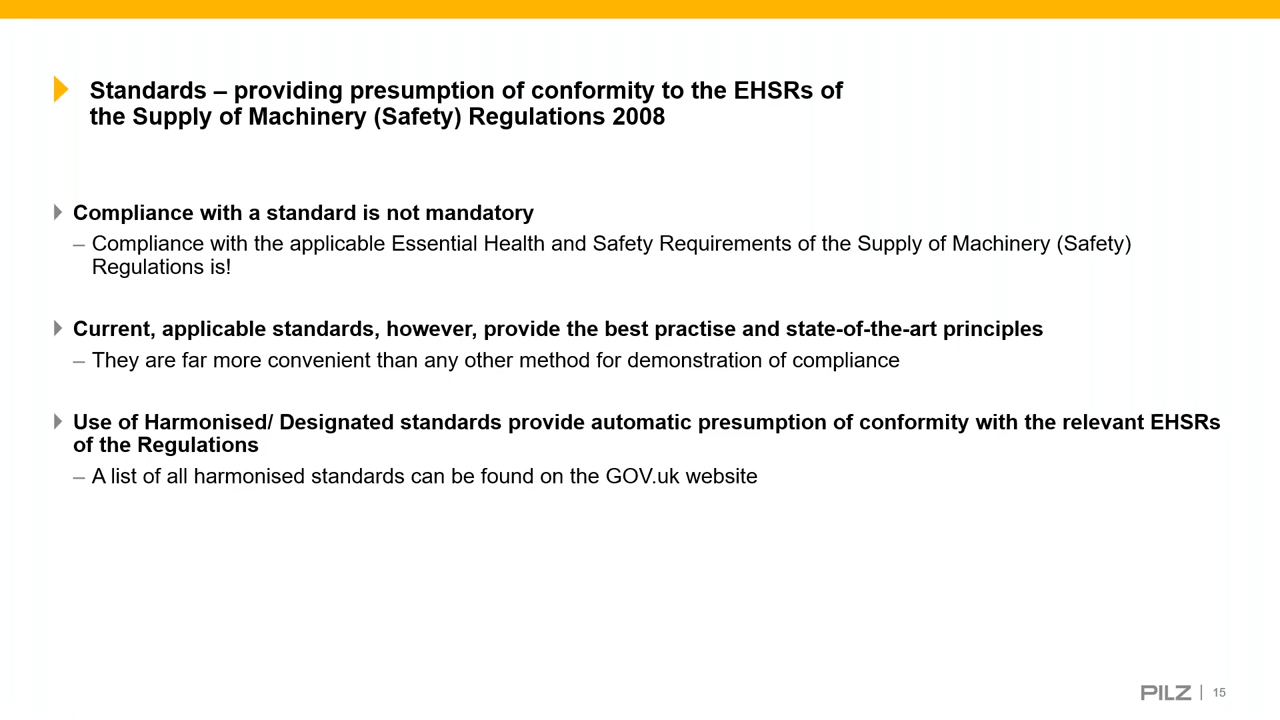 Standards – providing presumption of conformity to the EHSRs of
the Supply of Machinery (Safety) Regulations 2008
Compliance with a standard is not mandatory
– Compliance with the applicable Essential Health and Safety Requirements of the Supply of Machinery (Safety)
Regulations is!
Current, applicable standards, however, provide the best practise and state-of-the-art principles
– They are far more convenient than any other method for demonstration of compliance
Use of Harmonised/ Designated standards provide automatic presumption of conformity with the relevant EHSRs
of the Regulations
– A list of all harmonised standards can be found on the GOV.uk website
PILZ | 15